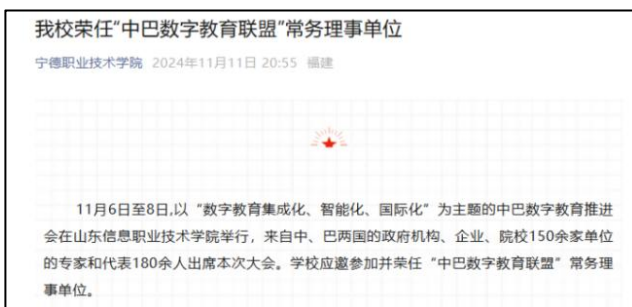 我校荣任“中巴数字教育联盟”常务理事单位
宁德职业技术学院 2024年11月11日 20:55 福建
11月6日至8日,以“数字教育集成化、智能化、国际化”为主题的中巴数字教育推进
会在山东信息职业技术学院举行，来自中、巴两国的政府机构、企业、院校150余家单位
的专家和代表180余人出席本次大会。学校应邀参加并荣任“中巴数字教育联盟”常务理
事单位。